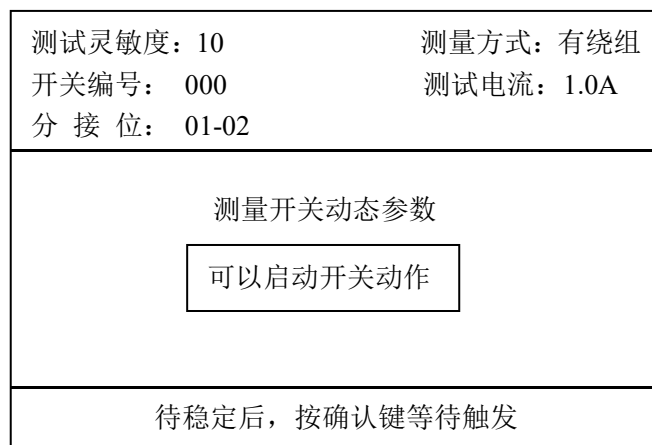 测试灵敏度：10 测量方式：有绕组
开关编号： 000 测试电流：1.0A
分 接 位： 01-02
测量开关动态参数
可以启动开关动作
待稳定后，按确认键等待触发